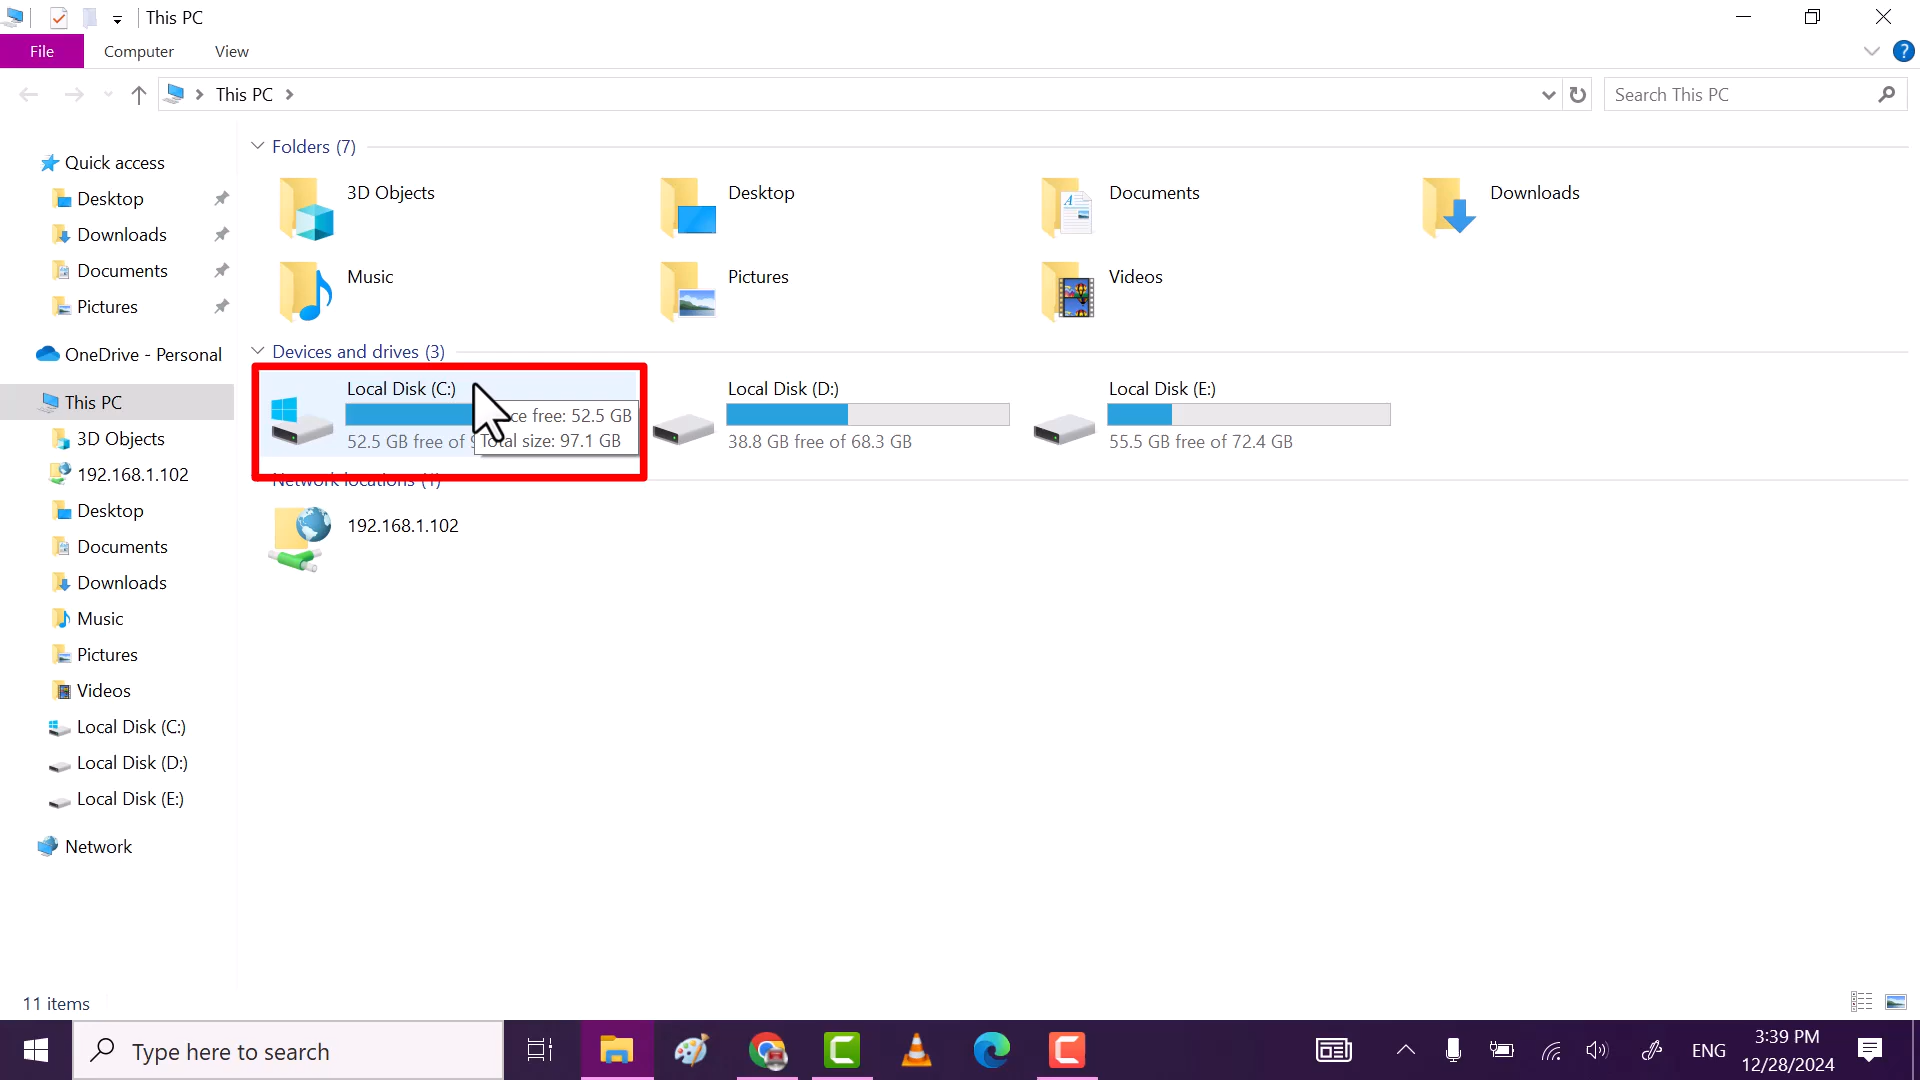 This PC
File Computer View
This PC
Search This PC
Quick access
Desktop
Downloads
Documents
Pictures
OneDrive - Personal
This PC
3D Objects
192.168.1.102
Desktop
Documents
Downloads
Music
Pictures
Videos
Local Disk (C:)
Local Disk (D:)
Local Disk (E:)
Network
Folders (7)
3D Objects
Desktop
Documents
Downloads
Music
Pictures
Videos
Devices and drives (3)
Local Disk (C:)
52.5 GB free of
free: 52.5 GB
Total size: 97.1 GB
Local Disk (D:)
38.8 GB free of 68.3 GB
Local Disk (E:)
55.5 GB free of 72.4 GB
Network locations (1)
192.168.1.102
11 items
Type here to search
ENG
3:39 PM
12/28/2024